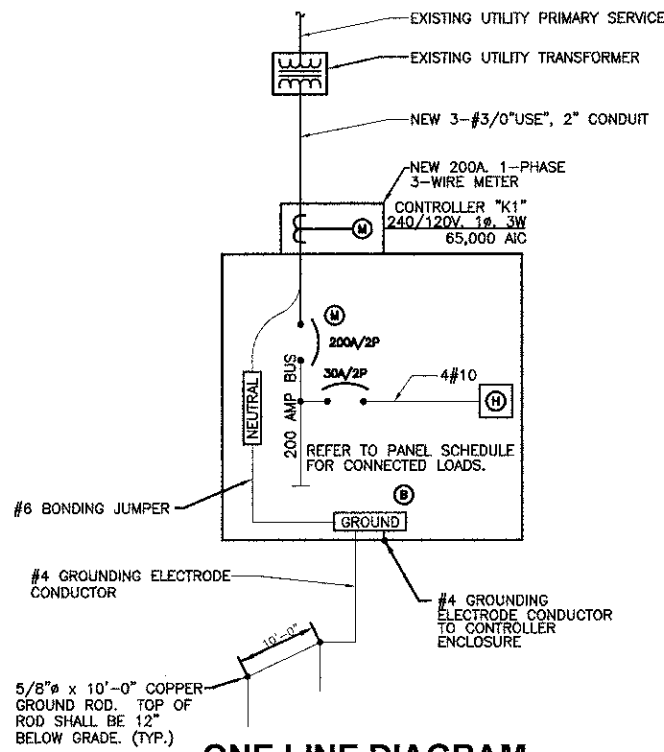 EXISTING UTILITY PRIMARY SERVICE
EXISTING UTILITY TRANSFORMER
NEW 3-#3/0"USE", 2" CONDUIT
NEW 200A. 1-PHASE
3-WIRE METER
CONTROLLER "K1"
240/120V. 1ø. 3W
65,000 AIC
M
M
200A/2P
30A/2P
4#10
H
NEUTRAL
200 AMP BUS
REFER TO PANEL SCHEDULE
FOR CONNECTED LOADS.
B
#6 BONDING JUMPER
GROUND
#4 GROUNDING ELECTRODE
CONDUCTOR
#4 GROUNDING
ELECTRODE CONDUCTOR
TO CONTROLLER
ENCLOSURE
10'-0"
5/8"ø x 10'-0" COPPER
GROUND ROD. TOP OF
ROD SHALL BE 12"
BELOW GRADE. (TYP.)
ONE LINE DIAGRAM